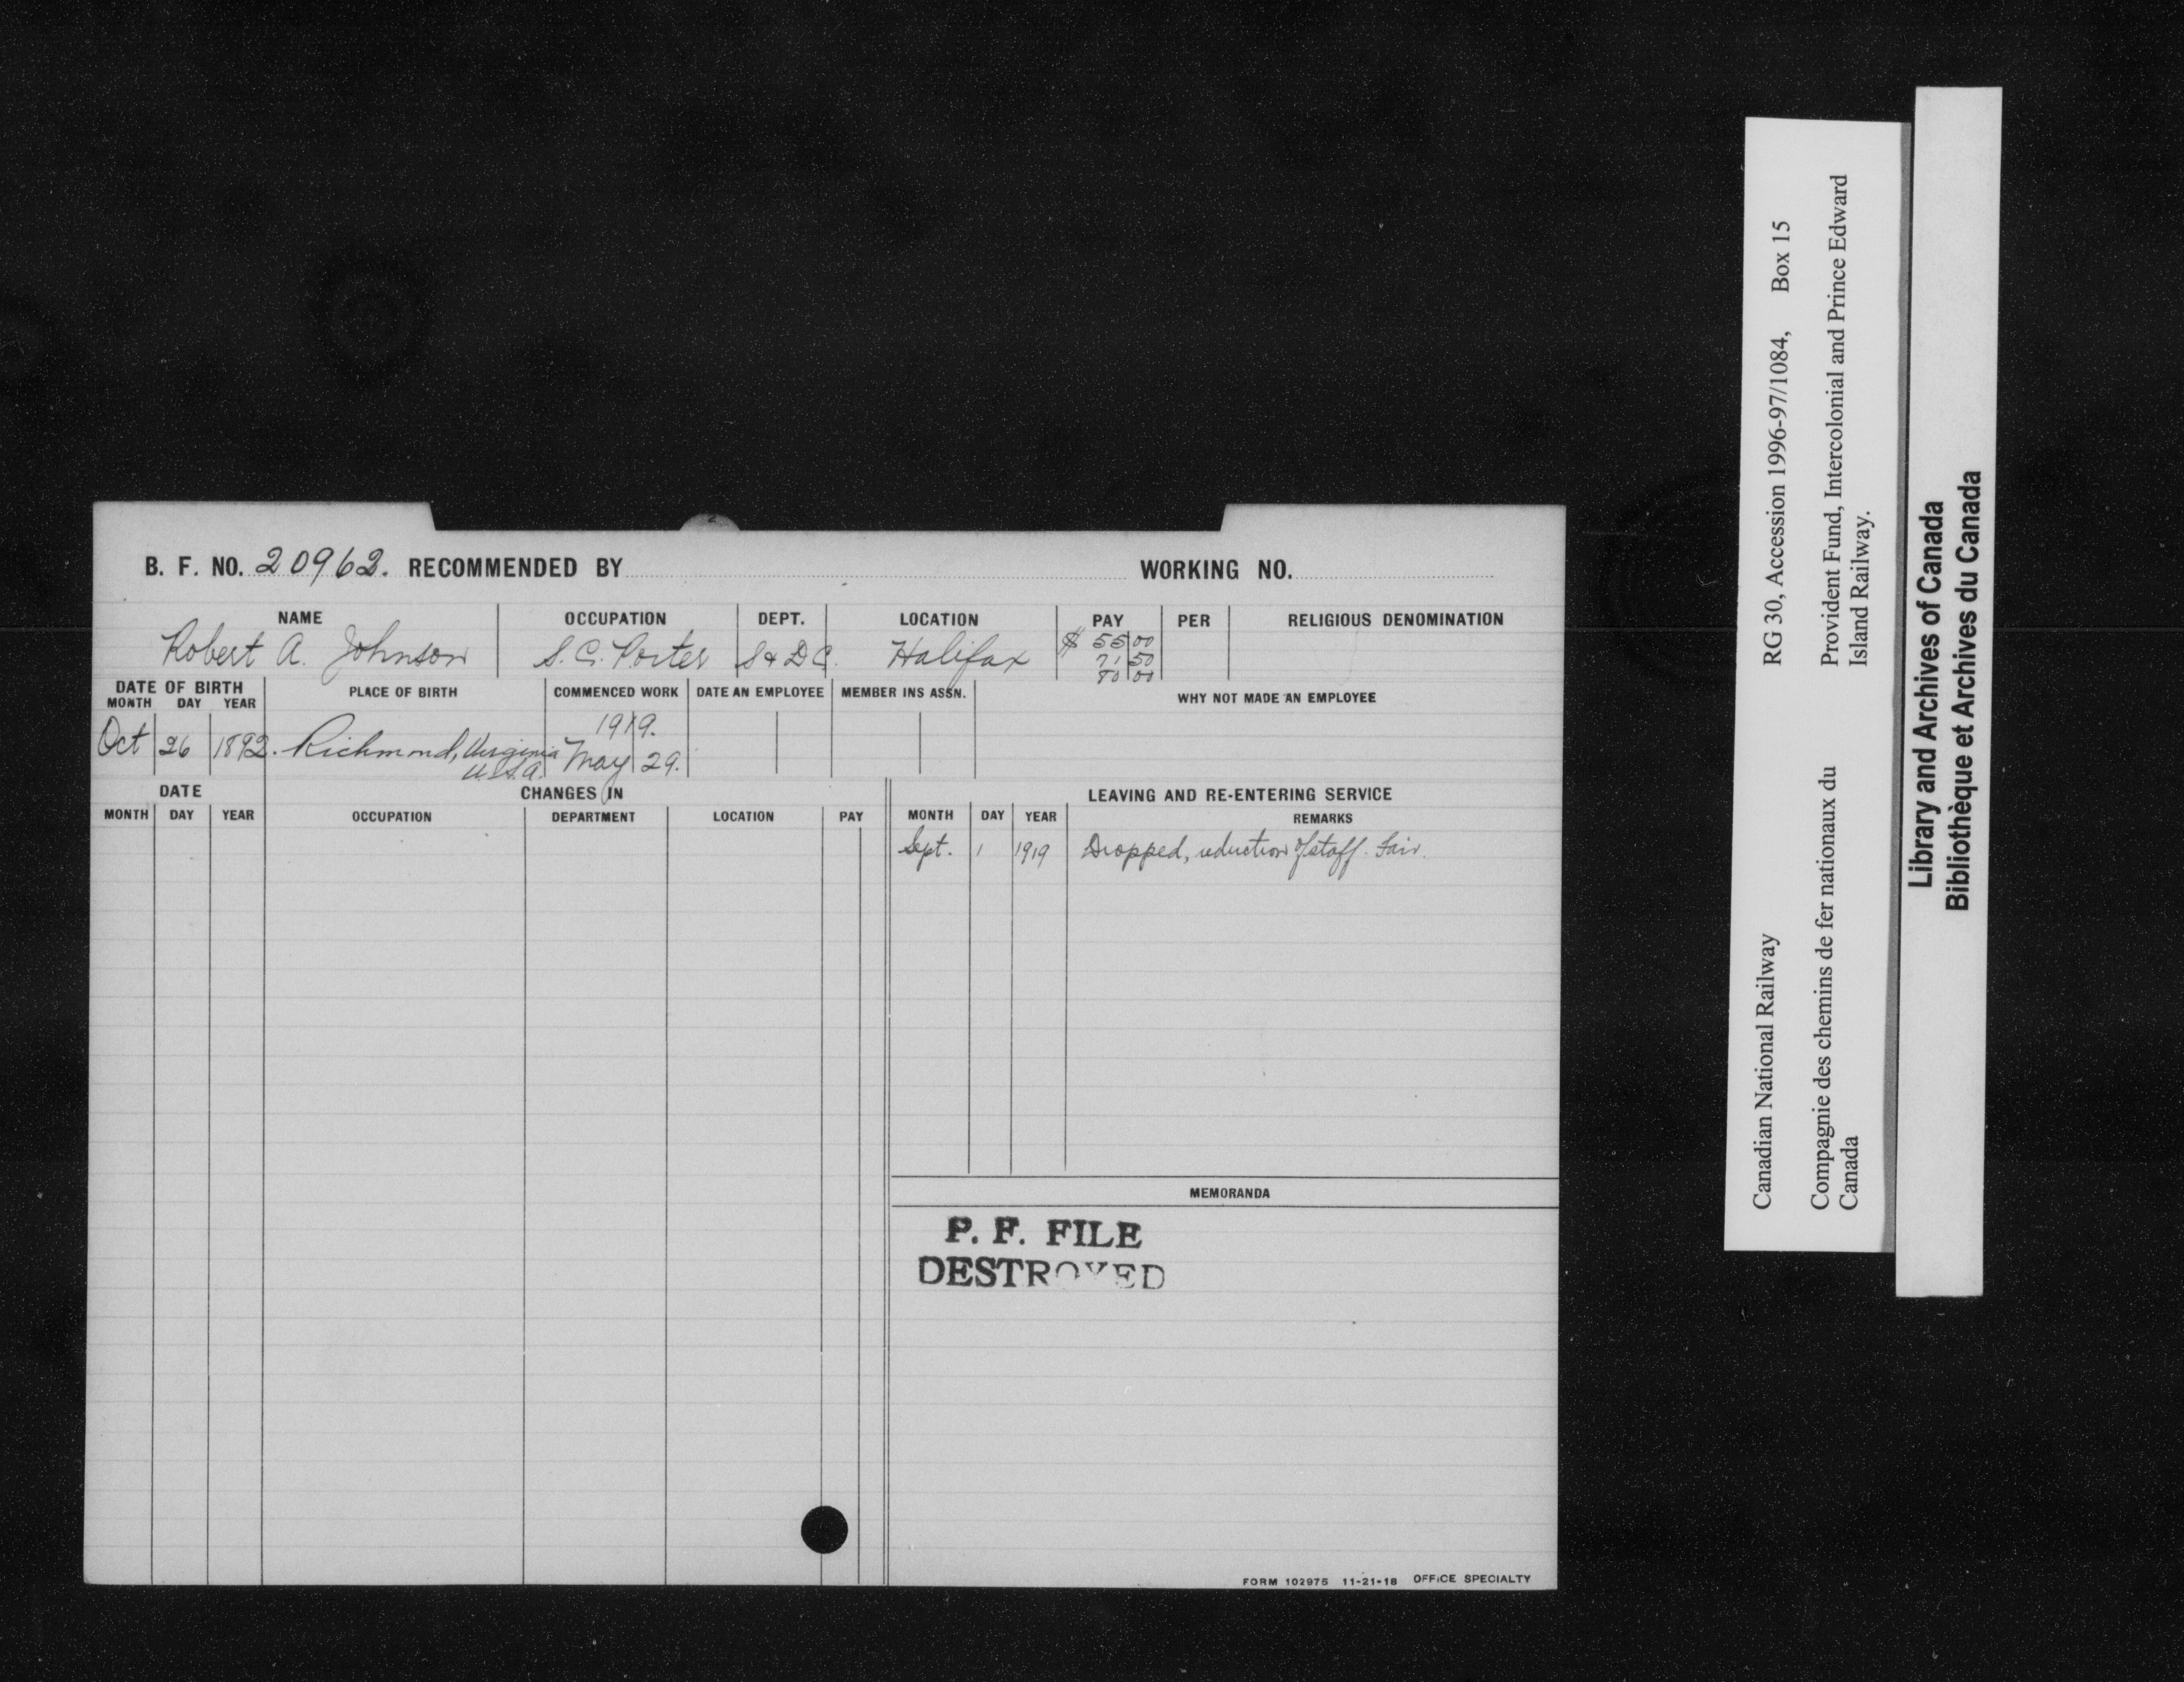 B. F. NO. 20962. RECOMMENDED BY WORKING NO.
NAME OCCUPATION DEPT. LOCATION PAY PER RELIGIOUS DENOMINATION
Robert A. Johnson S. C. Porter S & D C. Halifax $ 55 00
71 50
80 00
DATE OF BIRTH PLACE OF BIRTH COMMENCED WORK DATE AN EMPLOYEE MEMBER INS ASSN. WHY NOT MADE AN EMPLOYEE
MONTH DAY YEAR
1919.
Oct 26 1892. Richmond, Virginia May 29.
U.S.A.
DATE CHANGES IN LEAVING AND RE-ENTERING SERVICE
MONTH DAY YEAR OCCUPATION DEPARTMENT LOCATION PAY MONTH DAY YEAR REMARKS
Sept. 1 1919 Dropped, reduction of staff. Fair.
MEMORANDA
P. F. FILE
DESTROYED
FORM 102975 11-21-18 OFFICE SPECIALTY
Canadian National Railway RG 30, Accession 1996-97/1084, Box 15
Compagnie des chemins de fer nationaux du Provident Fund, Intercolonial and Prince Edward
Canada Island Railway.
Library and Archives of Canada
Bibliothèque et Archives du Canada